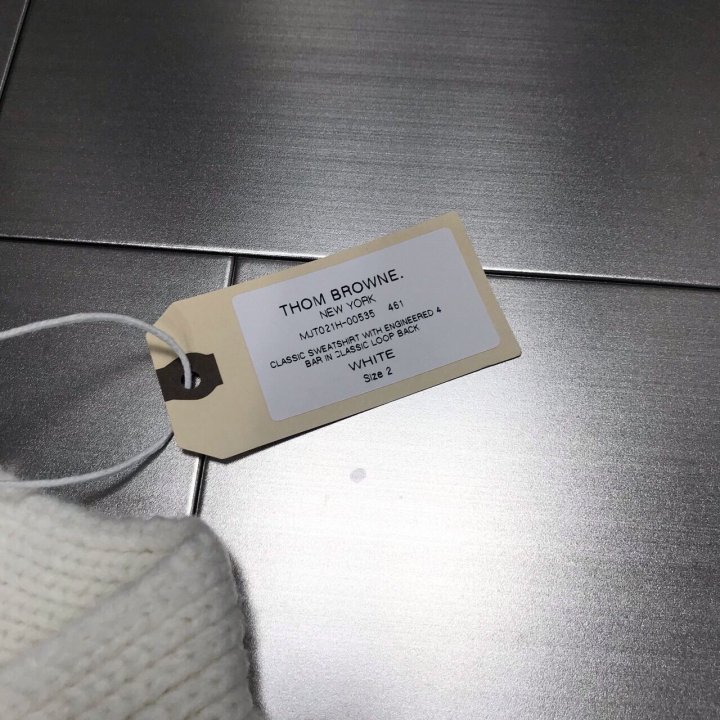 THOM BROWNE.
NEW YORK
MJT021H-00535 461
CLASSIC SWEATSHIRT WITH ENGINEERED 4
BAR IN CLASSIC LOOP BACK
WHITE
Size 2